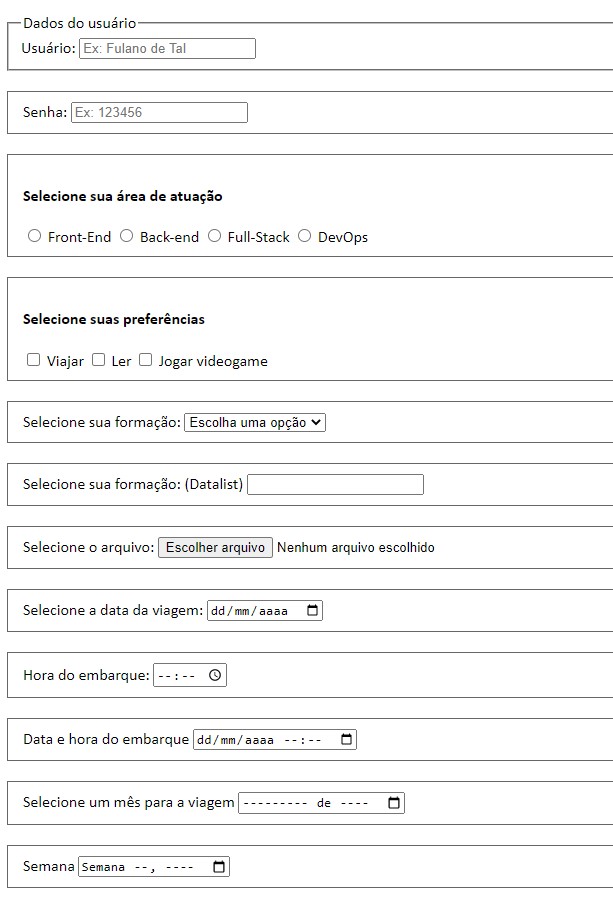 Dados do usuário
Usuário: Ex: Fulano de Tal
Senha: Ex: 123456
Selecione sua área de atuação
Front-End Back-end Full-Stack DevOps
Selecione suas preferências
Viajar Ler Jogar videogame
Selecione sua formação: Escolha uma opção
Selecione sua formação: (Datalist)
Selecione o arquivo: Escolher arquivo Nenhum arquivo escolhido
Selecione a data da viagem: dd/mm/aaaa
Hora do embarque: --:--
Data e hora do embarque dd/mm/aaaa --:--
Selecione um mês para a viagem --------- de ----
Semana Semana --, ----